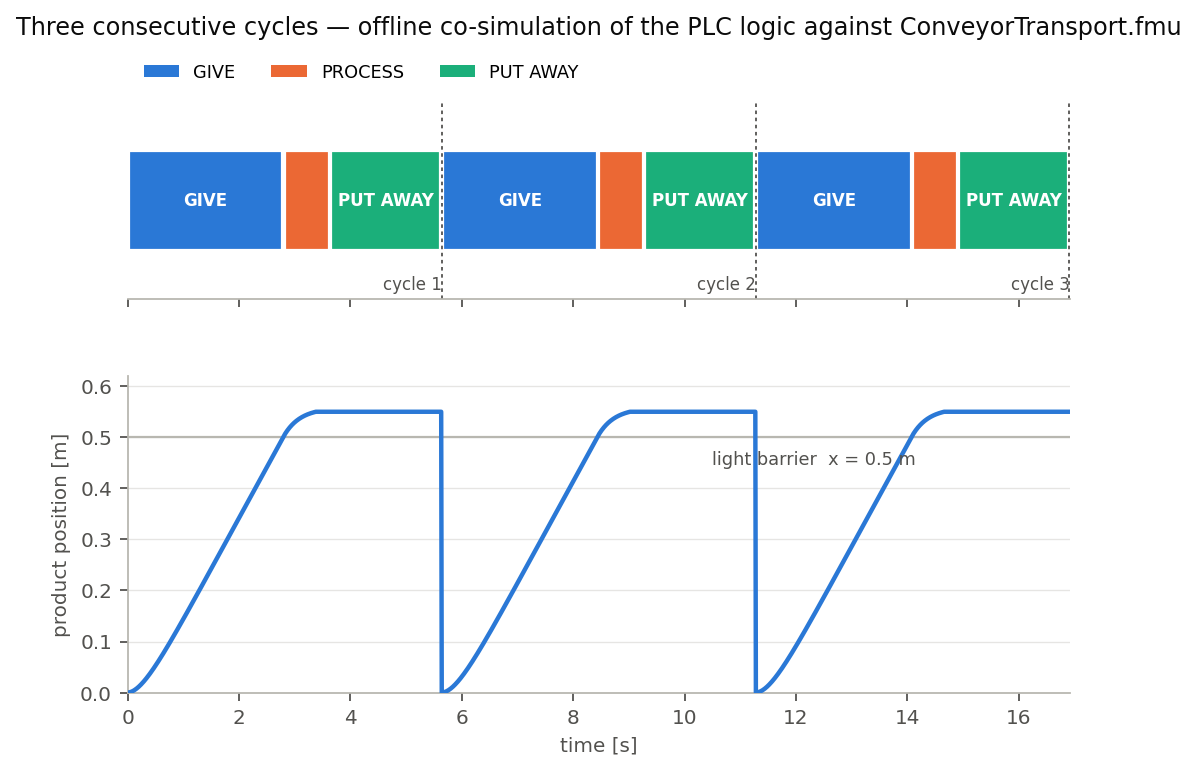 Three consecutive cycles — offline co-simulation of the PLC logic against ConveyorTransport.fmu
GIVE PROCESS PUT AWAY
GIVE PUT AWAY GIVE PUT AWAY GIVE PUT AWAY
cycle 1 cycle 2 cycle 3
0.6
0.5
light barrier x = 0.5 m
0.4
0.3
0.2
0.1
0.0
product position [m]
0 2 4 6 8 10 12 14 16
time [s]